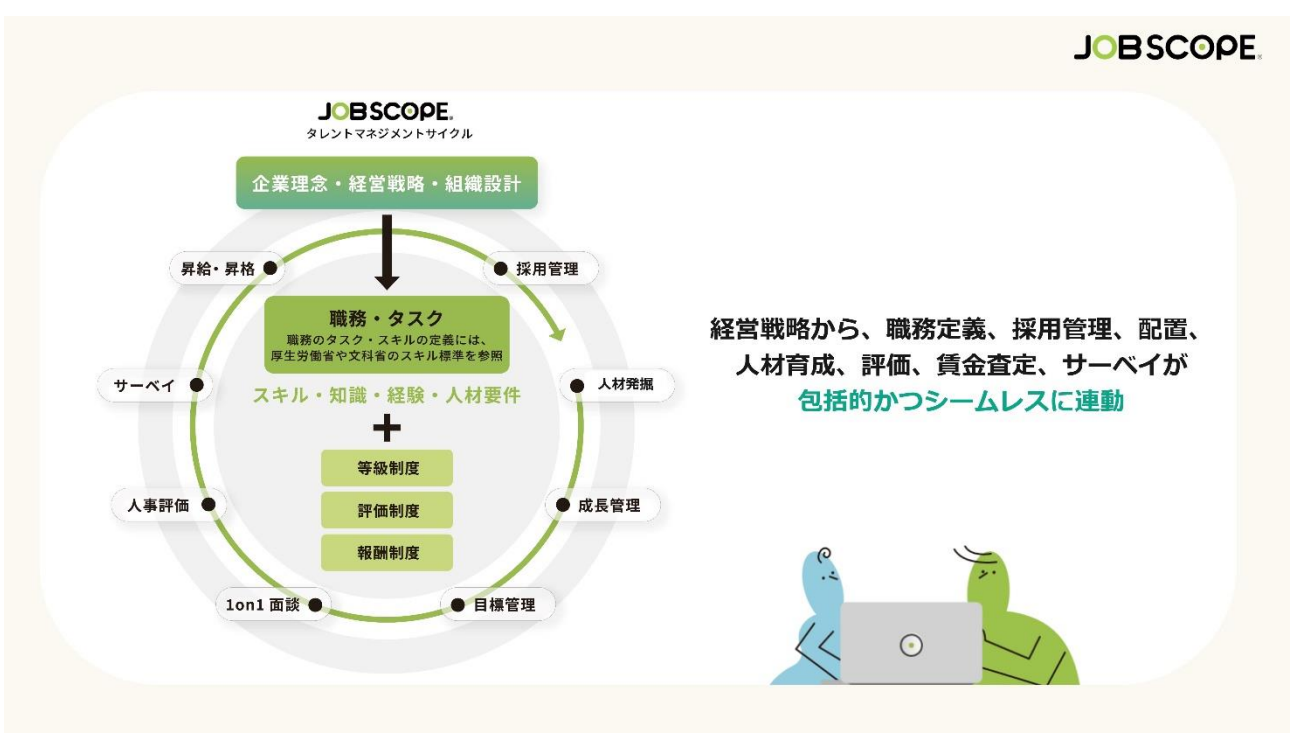 JOBSCOPE
JOBSCOPE.
タレントマネジメントサイクル
企業理念・経営戦略・組織設計
昇給・昇格
採用管理
職務・タスク
職務のタスク・スキルの定義には、
厚生労働省や文科省のスキル標準を参照
サーベイ
人材発掘
スキル・知識・経験・人材要件
+
等級制度
人事評価
評価制度
成長管理
報酬制度
1on1 面談
目標管理
経営戦略から、職務定義、採用管理、配置、
人材育成、評価、賃金査定、サーベイが
包括的かつシームレスに連動